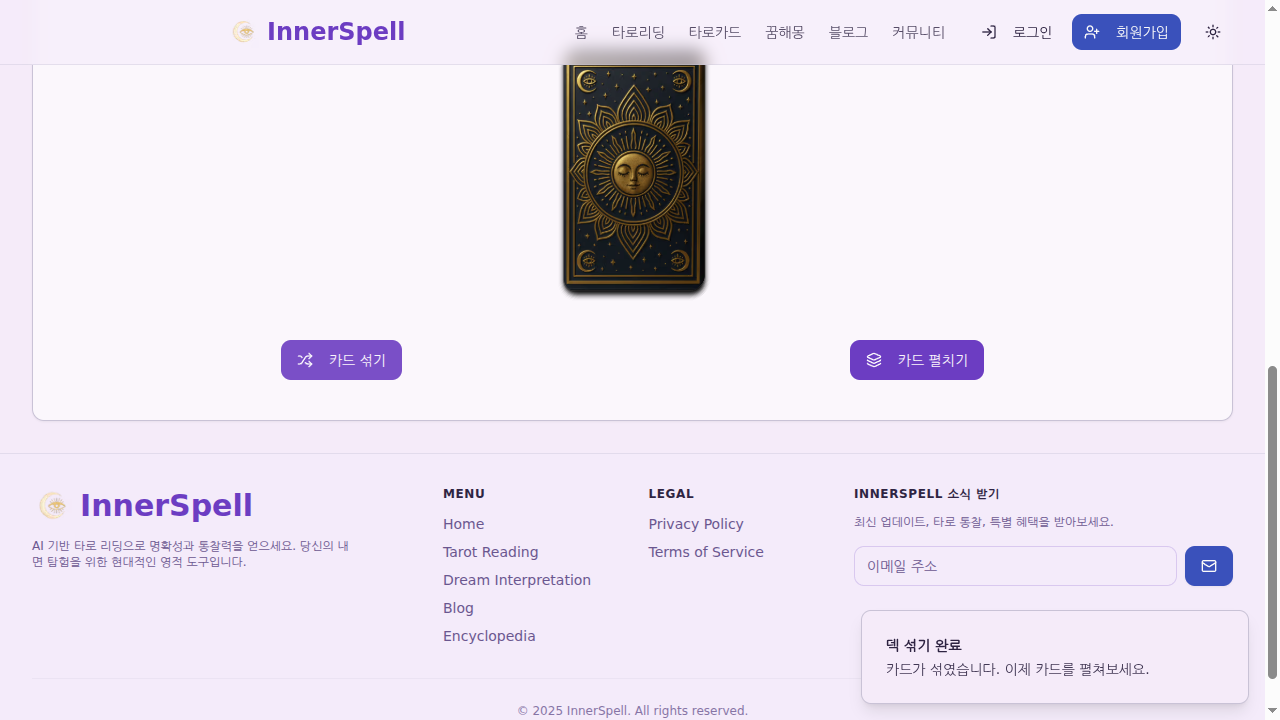 InnerSpell
홈
타로리딩
타로카드
꿈해몽
블로그
커뮤니티
로그인
회원가입
카드 섞기
카드 펼치기
InnerSpell
AI 기반 타로 리딩으로 명확성과 통찰력을 얻으세요. 당신의 내
면 탐험을 위한 현대적인 영적 도구입니다.
MENU
Home
Tarot Reading
Dream Interpretation
Blog
Encyclopedia
LEGAL
Privacy Policy
Terms of Service
INNERSPELL 소식 받기
최신 업데이트, 타로 통찰, 특별 혜택을 받아보세요.
이메일 주소
덱 섞기 완료
카드가 섞였습니다. 이제 카드를 펼쳐보세요.
© 2025 InnerSpell. All rights reserved.